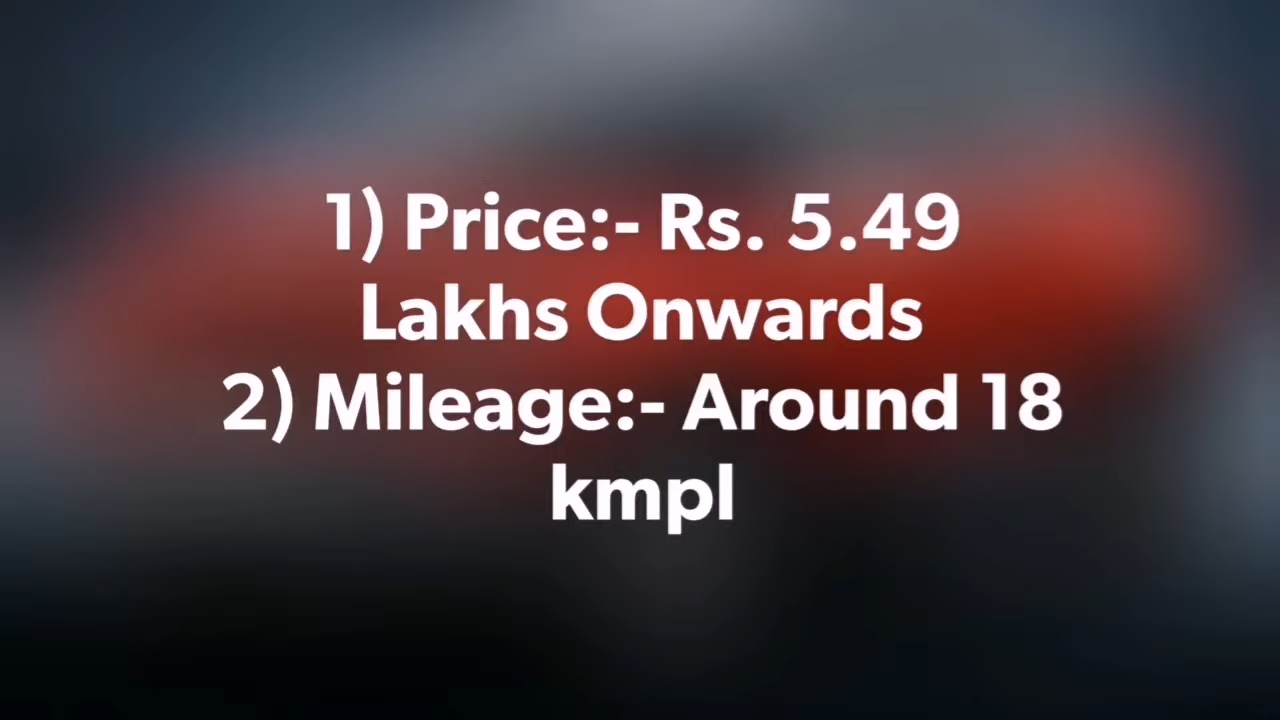 1) Price:- Rs. 5.49
Lakhs Onwards
2) Mileage:- Around 18
kmpl